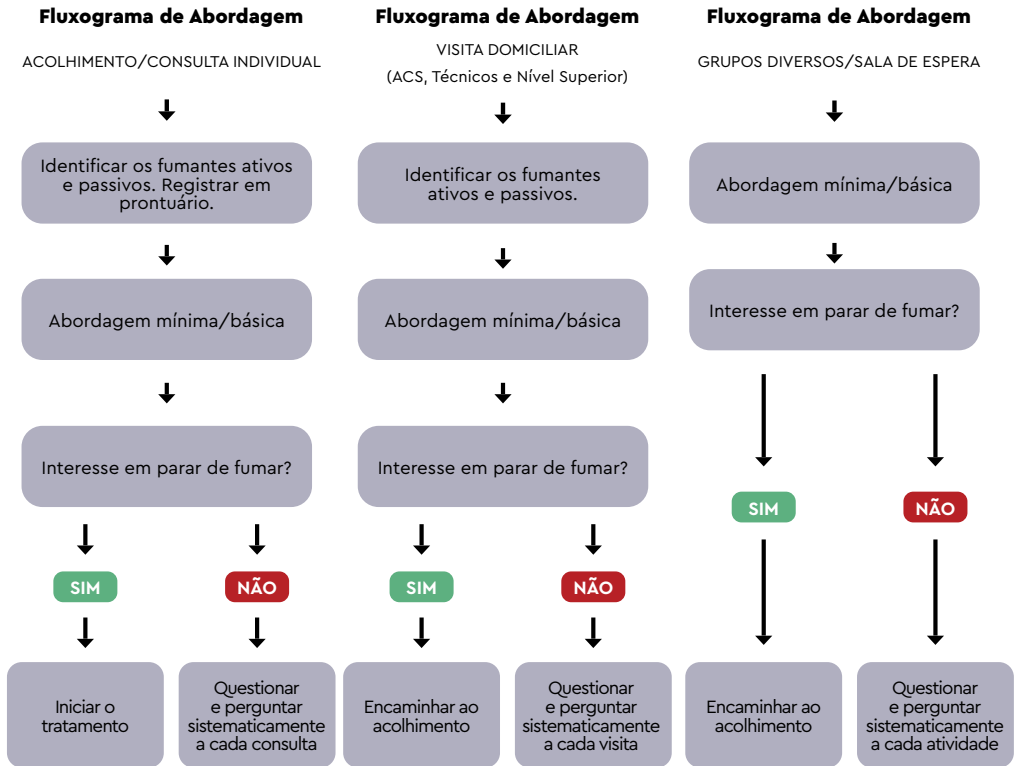 Fluxograma de Abordagem
ACOLHIMENTO/CONSULTA INDIVIDUAL
Identificar os fumantes ativos
e passivos. Registrar em
prontuário.
Abordagem mínima/básica
Interesse em parar de fumar?
SIM
NÃO
Iniciar o
tratamento
Questionar
e perguntar
sistematicamente
a cada consulta
Fluxograma de Abordagem
VISITA DOMICILIAR
(ACS, Técnicos e Nível Superior)
Identificar os fumantes
ativos e passivos.
Abordagem mínima/básica
Interesse em parar de fumar?
SIM
NÃO
Encaminhar ao
acolhimento
Questionar
e perguntar
sistematicamente
a cada visita
Fluxograma de Abordagem
GRUPOS DIVERSOS/SALA DE ESPERA
Abordagem mínima/básica
Interesse em parar de fumar?
SIM
NÃO
Encaminhar ao
acolhimento
Questionar
e perguntar
sistematicamente
a cada atividade